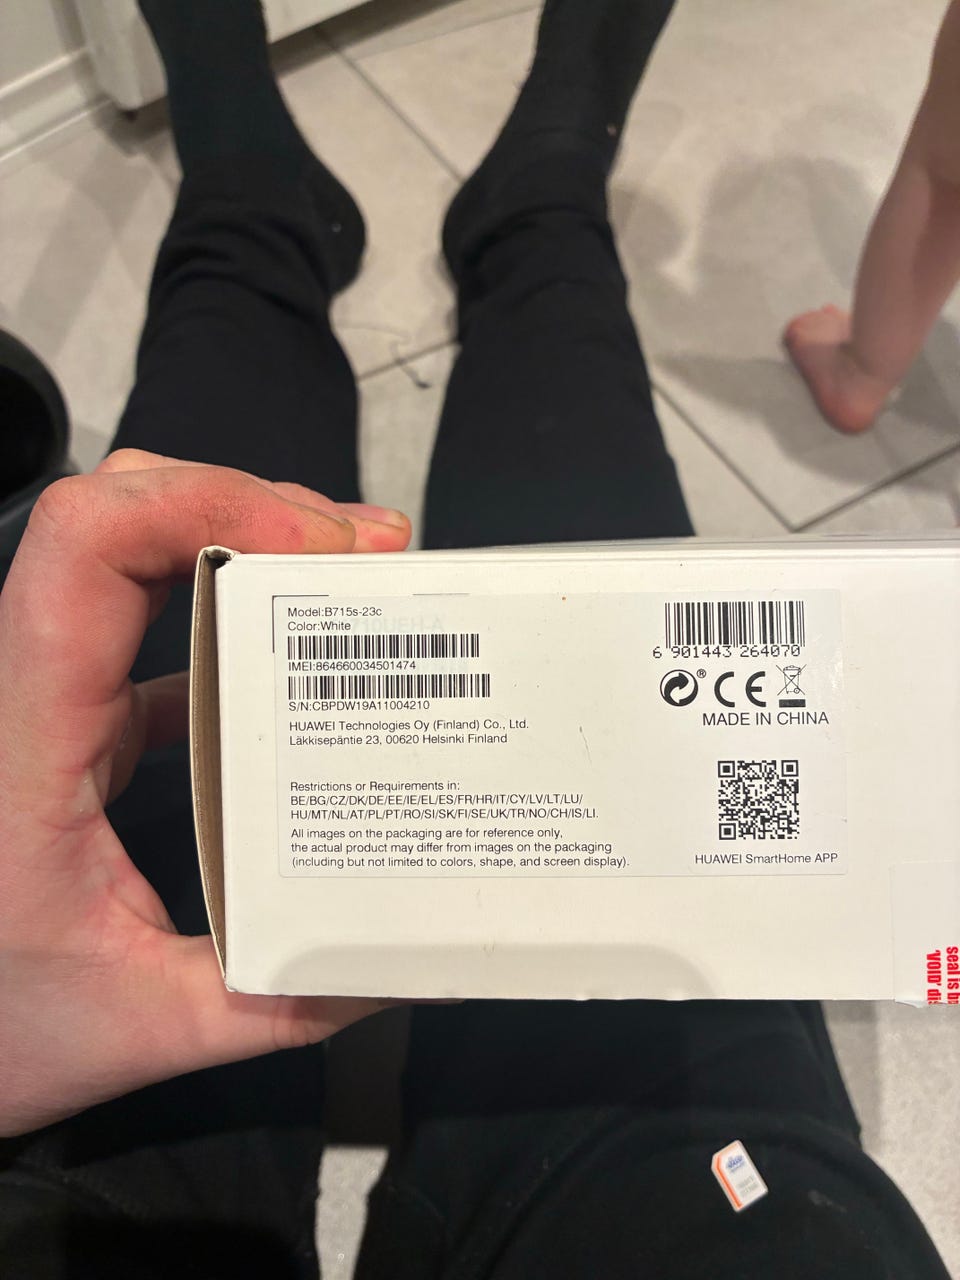 Model:B715s-23c
Color:White
IMEI:864660034501474
S/N:CBPDW19A11004210
HUAWEI Technologies Oy (Finland) Co., Ltd.
Läkkisepäntie 23, 00620 Helsinki Finland
Restrictions or Requirements in:
BE/BG/CZ/DK/DE/EE/IE/EL/ES/FR/HR/IT/CY/LV/LT/LU/
HU/MT/NL/AT/PL/PT/RO/SI/SK/FI/SE/UK/TR/NO/CH/IS/LI.
All images on the packaging are for reference only,
the actual product may differ from images on the packaging
(including but not limited to colors, shape, and screen display).
6 901443 264070
® CE
MADE IN CHINA
HUAWEI SmartHome APP
seal is
'VOID'